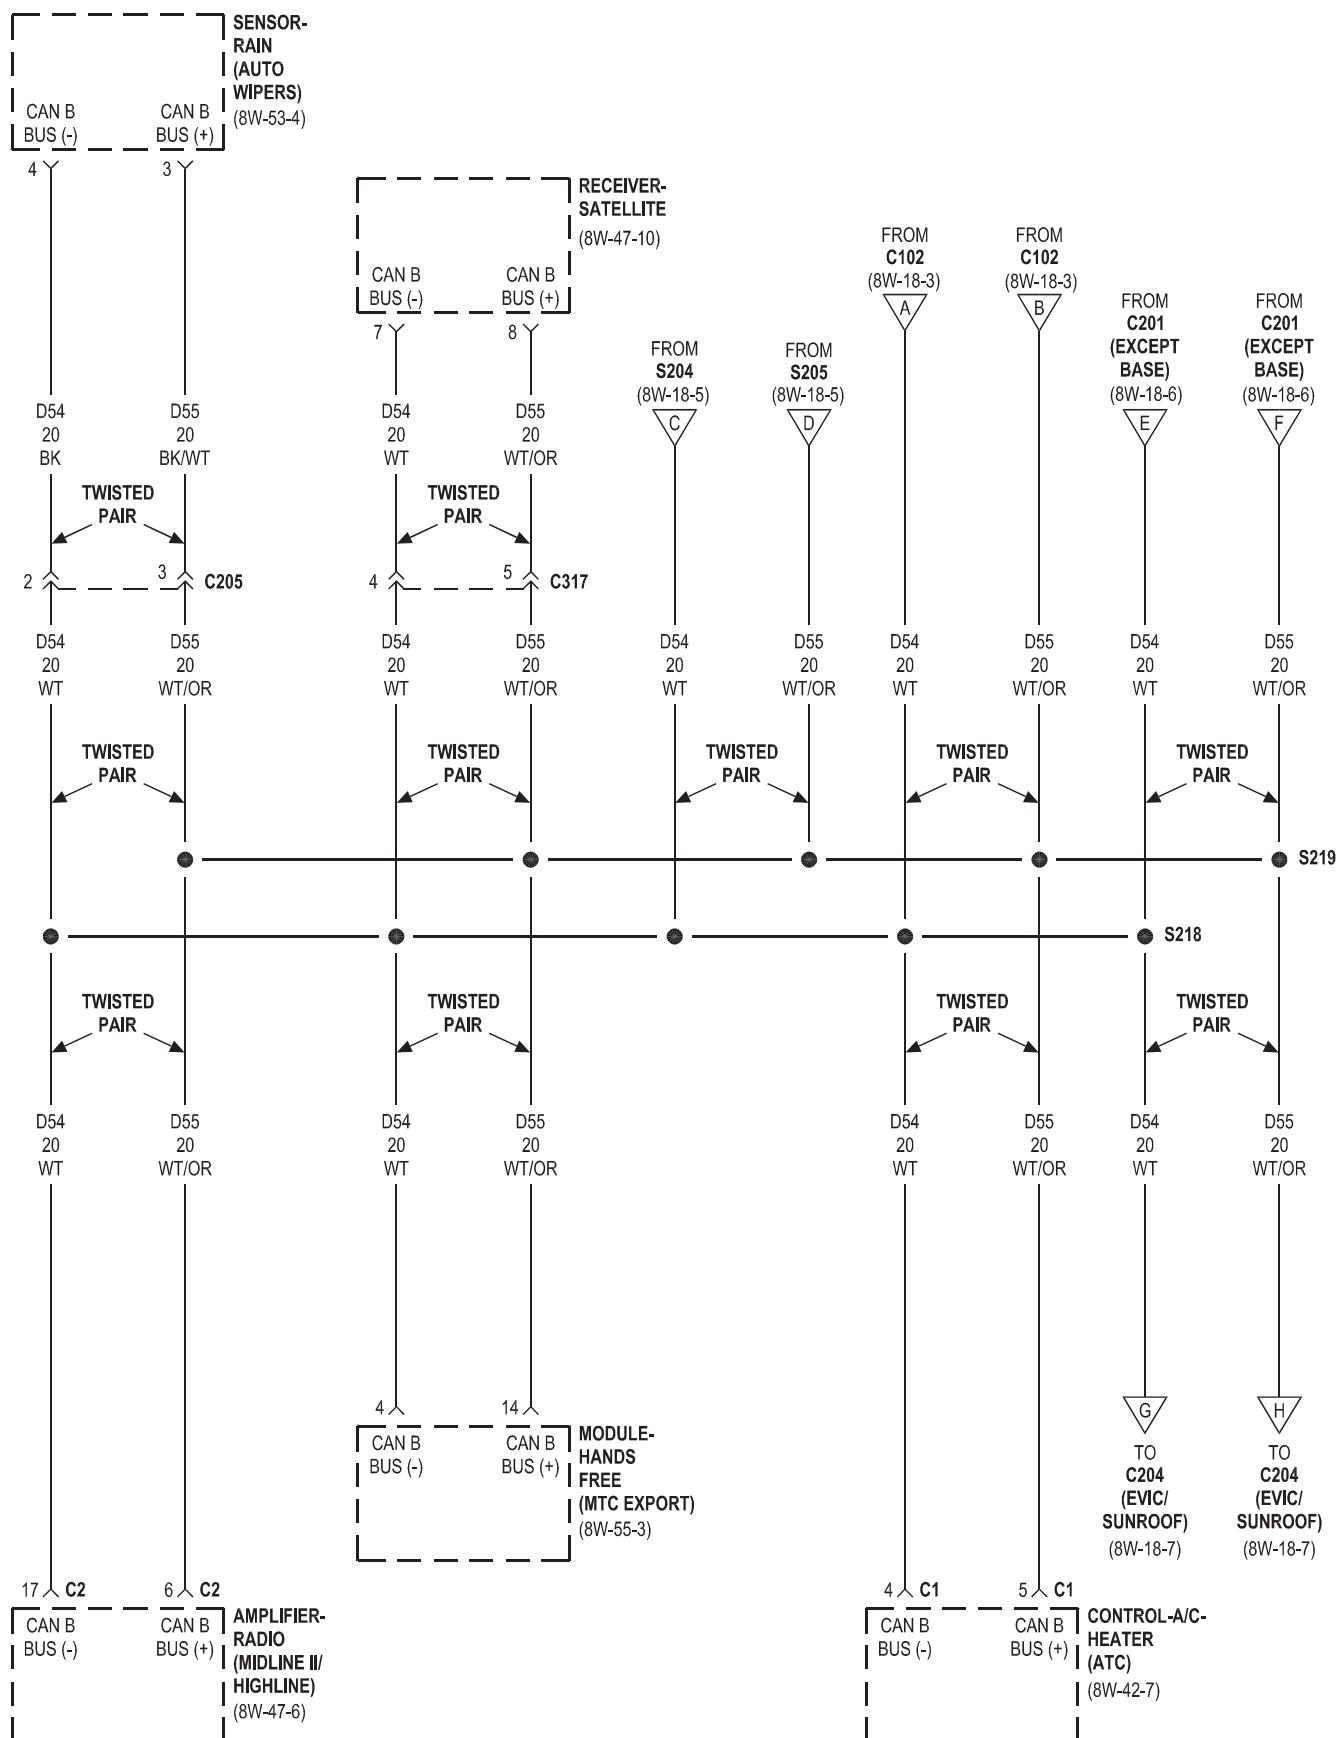 SENSOR-
RAIN
(AUTO
WIPERS)
(8W-53-4)
CAN B
BUS (-)
CAN B
BUS (+)
4
3
RECEIVER-
SATELLITE
(8W-47-10)
CAN B
BUS (-)
CAN B
BUS (+)
7
8
FROM
S204
(8W-18-5)
C
FROM
S205
(8W-18-5)
D
FROM
C102
(8W-18-3)
A
FROM
C102
(8W-18-3)
B
FROM
C201
(EXCEPT
BASE)
(8W-18-6)
E
FROM
C201
(EXCEPT
BASE)
(8W-18-6)
F
D54
20
BK
D55
20
BK/WT
D54
20
WT
D55
20
WT/OR
TWISTED
PAIR
TWISTED
PAIR
2
3
C205
4
5
C317
D54
20
WT
D55
20
WT/OR
D54
20
WT
D55
20
WT/OR
D54
20
WT
D55
20
WT/OR
D54
20
WT
D55
20
WT/OR
D54
20
WT
D55
20
WT/OR
TWISTED
PAIR
TWISTED
PAIR
TWISTED
PAIR
TWISTED
PAIR
TWISTED
PAIR
S219
S218
TWISTED
PAIR
TWISTED
PAIR
TWISTED
PAIR
TWISTED
PAIR
D54
20
WT
D55
20
WT/OR
D54
20
WT
D55
20
WT/OR
D54
20
WT
D55
20
WT/OR
D54
20
WT
D55
20
WT/OR
4
14
CAN B
BUS (-)
CAN B
BUS (+)
MODULE-
HANDS
FREE
(MTC EXPORT)
(8W-55-3)
G
TO
C204
(EVIC/
SUNROOF)
(8W-18-7)
H
TO
C204
(EVIC/
SUNROOF)
(8W-18-7)
17 C2
6 C2
CAN B
BUS (-)
CAN B
BUS (+)
AMPLIFIER-
RADIO
(MIDLINE II/
HIGHLINE)
(8W-47-6)
4 C1
5 C1
CAN B
BUS (-)
CAN B
BUS (+)
CONTROL-A/C-
HEATER
(ATC)
(8W-42-7)